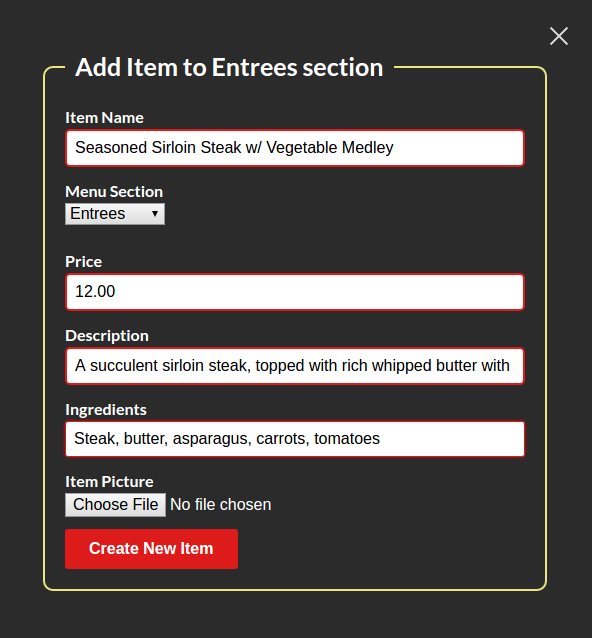 Add Item to Entrees section
Item Name
Seasoned Sirloin Steak w/ Vegetable Medley
Menu Section
Entrees
Price
12.00
Description
A succulent sirloin steak, topped with rich whipped butter with
Ingredients
Steak, butter, asparagus, carrots, tomatoes
Item Picture
Choose File No file chosen
Create New Item